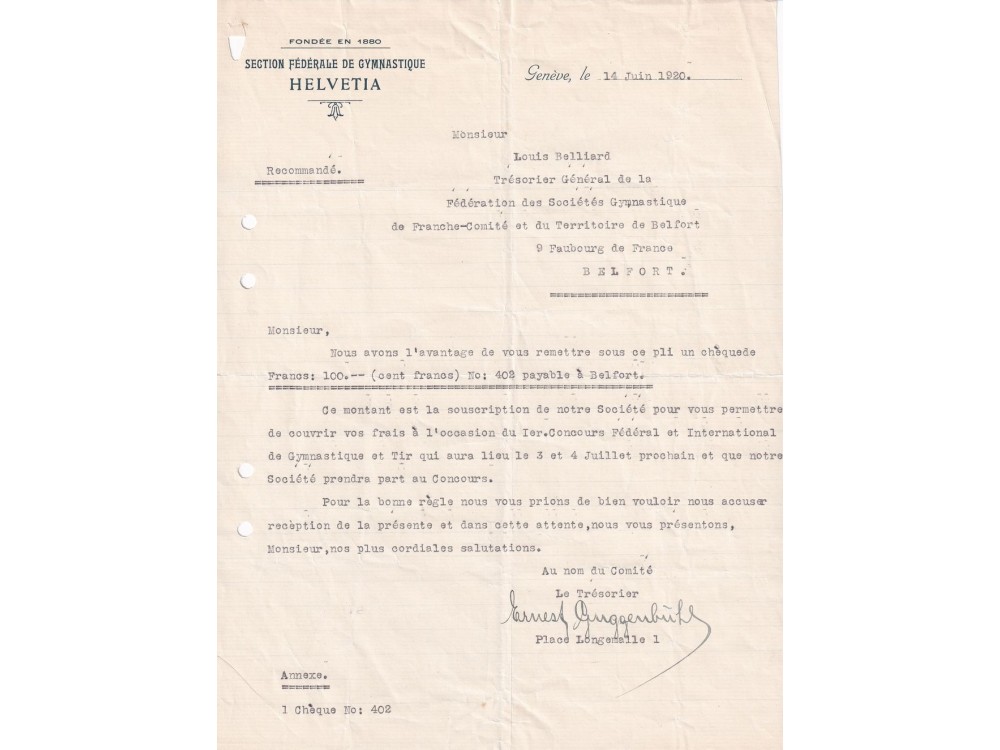 FONDÉE EN 1880
SECTION FÉDÉRALE DE GYMNASTIQUE
HELVETIA
Genève, le 14 Juin 1920.
Monsieur
Louis Belliard
Recommandé.
Trésorier Général de la
Fédération des Sociétés Gymnastique
de Franche-Comité et du Territoire de Belfort
9 Faubourg de France
BELFORT.
Monsieur,
Nous avons l'avantage de vous remettre sous ce pli un chèquede
Francs: 100.-- (cent francs) No: 402 payable à Belfort.
Ce montant est la souscription de notre Société pour vous permettre
de couvrir vos frais à l'occasion du Ier.Concours Fédéral et International
de Gymnastique et Tir qui aura lieu le 3 et 4 Juillet prochain et que notre
Société prendra part au Concours.
Pour la bonne règle nous vous prions de bien vouloir nous accuser
recèption de la présente et dans cette attente,nous vous présentons,
Monsieur,nos plus cordiales salutations.
Au nom du Comité
Le Trésorier
Ernest Guggenbühl
Place Longemalle 1
Annexe.
1 Chèque No: 402